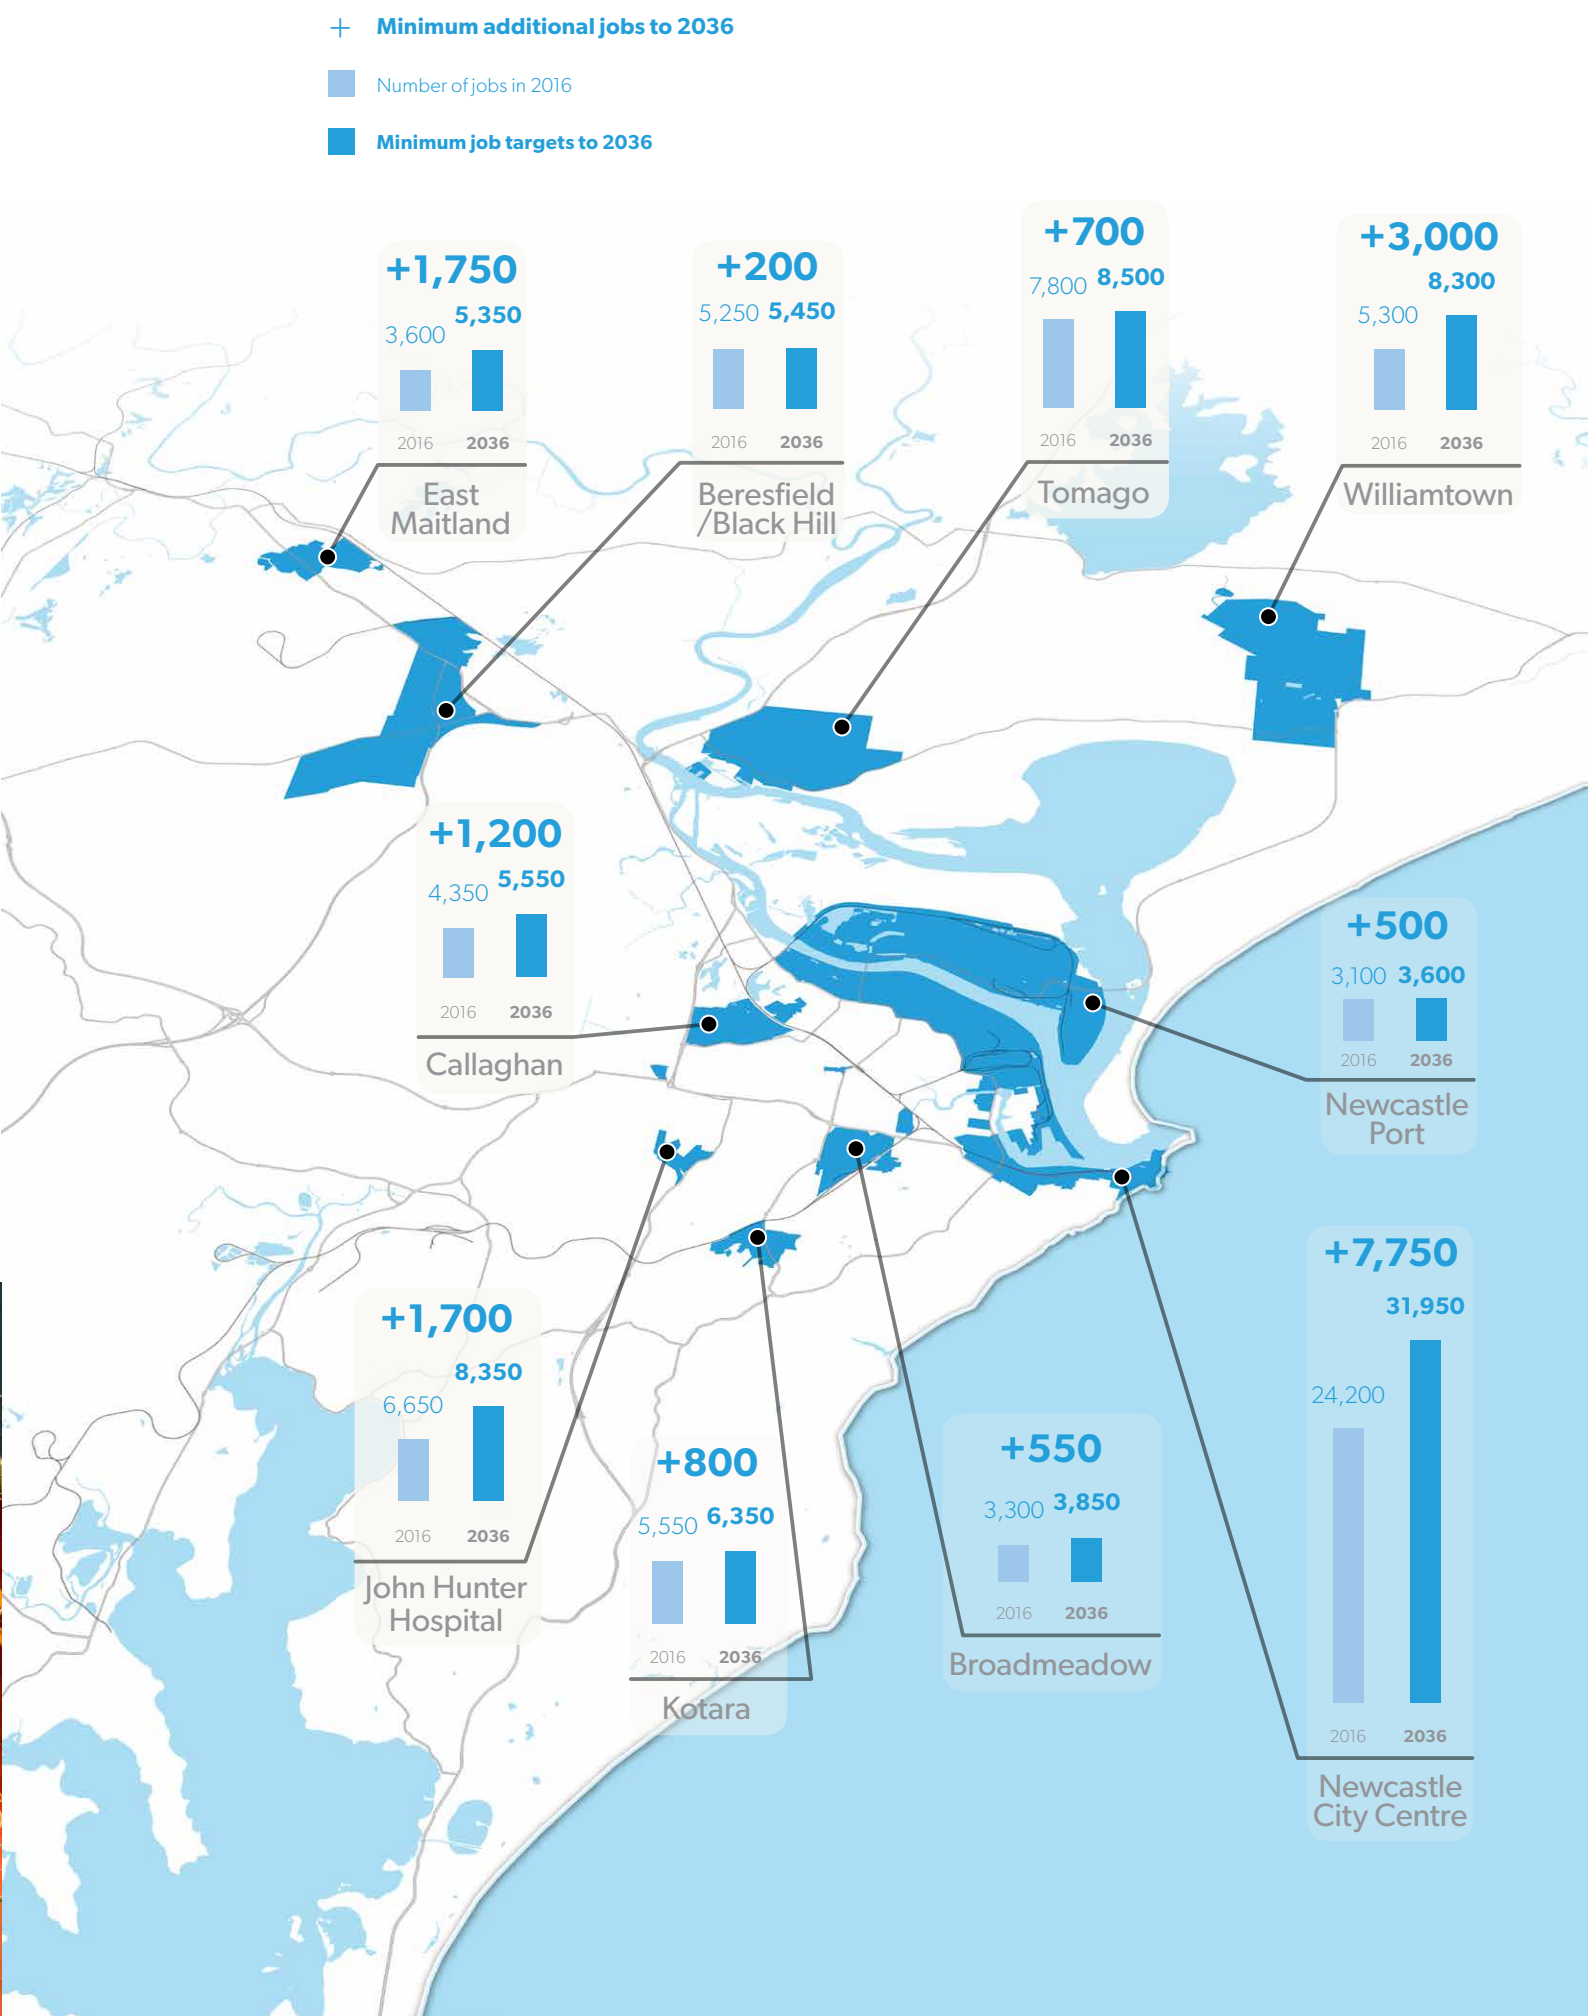 + Minimum additional jobs to 2036
Number of jobs in 2016
Minimum job targets to 2036
+1,750
5,350
3,600
2016 2036
East
Maitland
+200
5,250 5,450
2016 2036
Beresfield
/Black Hill
+700
7,800 8,500
2016 2036
Tomago
+3,000
8,300
5,300
2016 2036
Williamtown
+1,200
4,350 5,550
2016 2036
Callaghan
+500
3,100 3,600
2016 2036
Newcastle
Port
+1,700
8,350
6,650
2016 2036
John Hunter
Hospital
+800
5,550 6,350
2016 2036
Kotara
+550
3,300 3,850
2016 2036
Broadmeadow
+7,750
31,950
24,200
2016 2036
Newcastle
City Centre